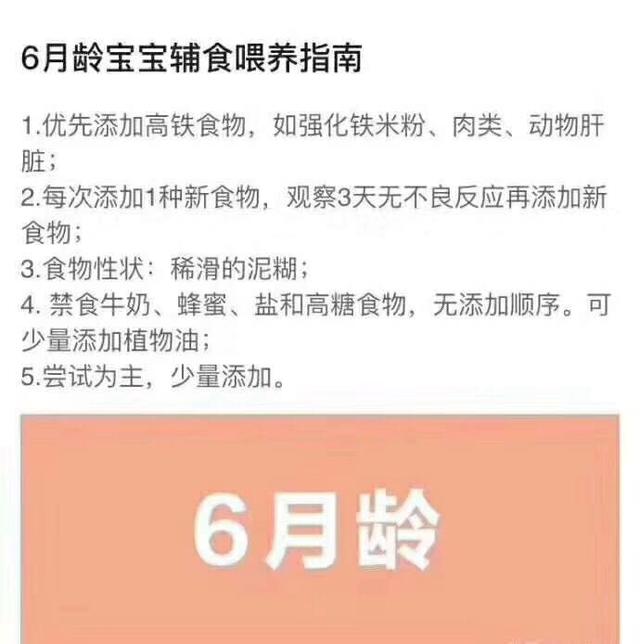 6月龄宝宝辅食喂养指南
1.优先添加高铁食物，如强化铁米粉、肉类、动物肝
脏；
2.每次添加1种新食物，观察3天无不良反应再添加新
食物；
3.食物性状：稀滑的泥糊；
4. 禁食牛奶、蜂蜜、盐和高糖食物，无添加顺序。可
少量添加植物油；
5.尝试为主，少量添加。
6月龄